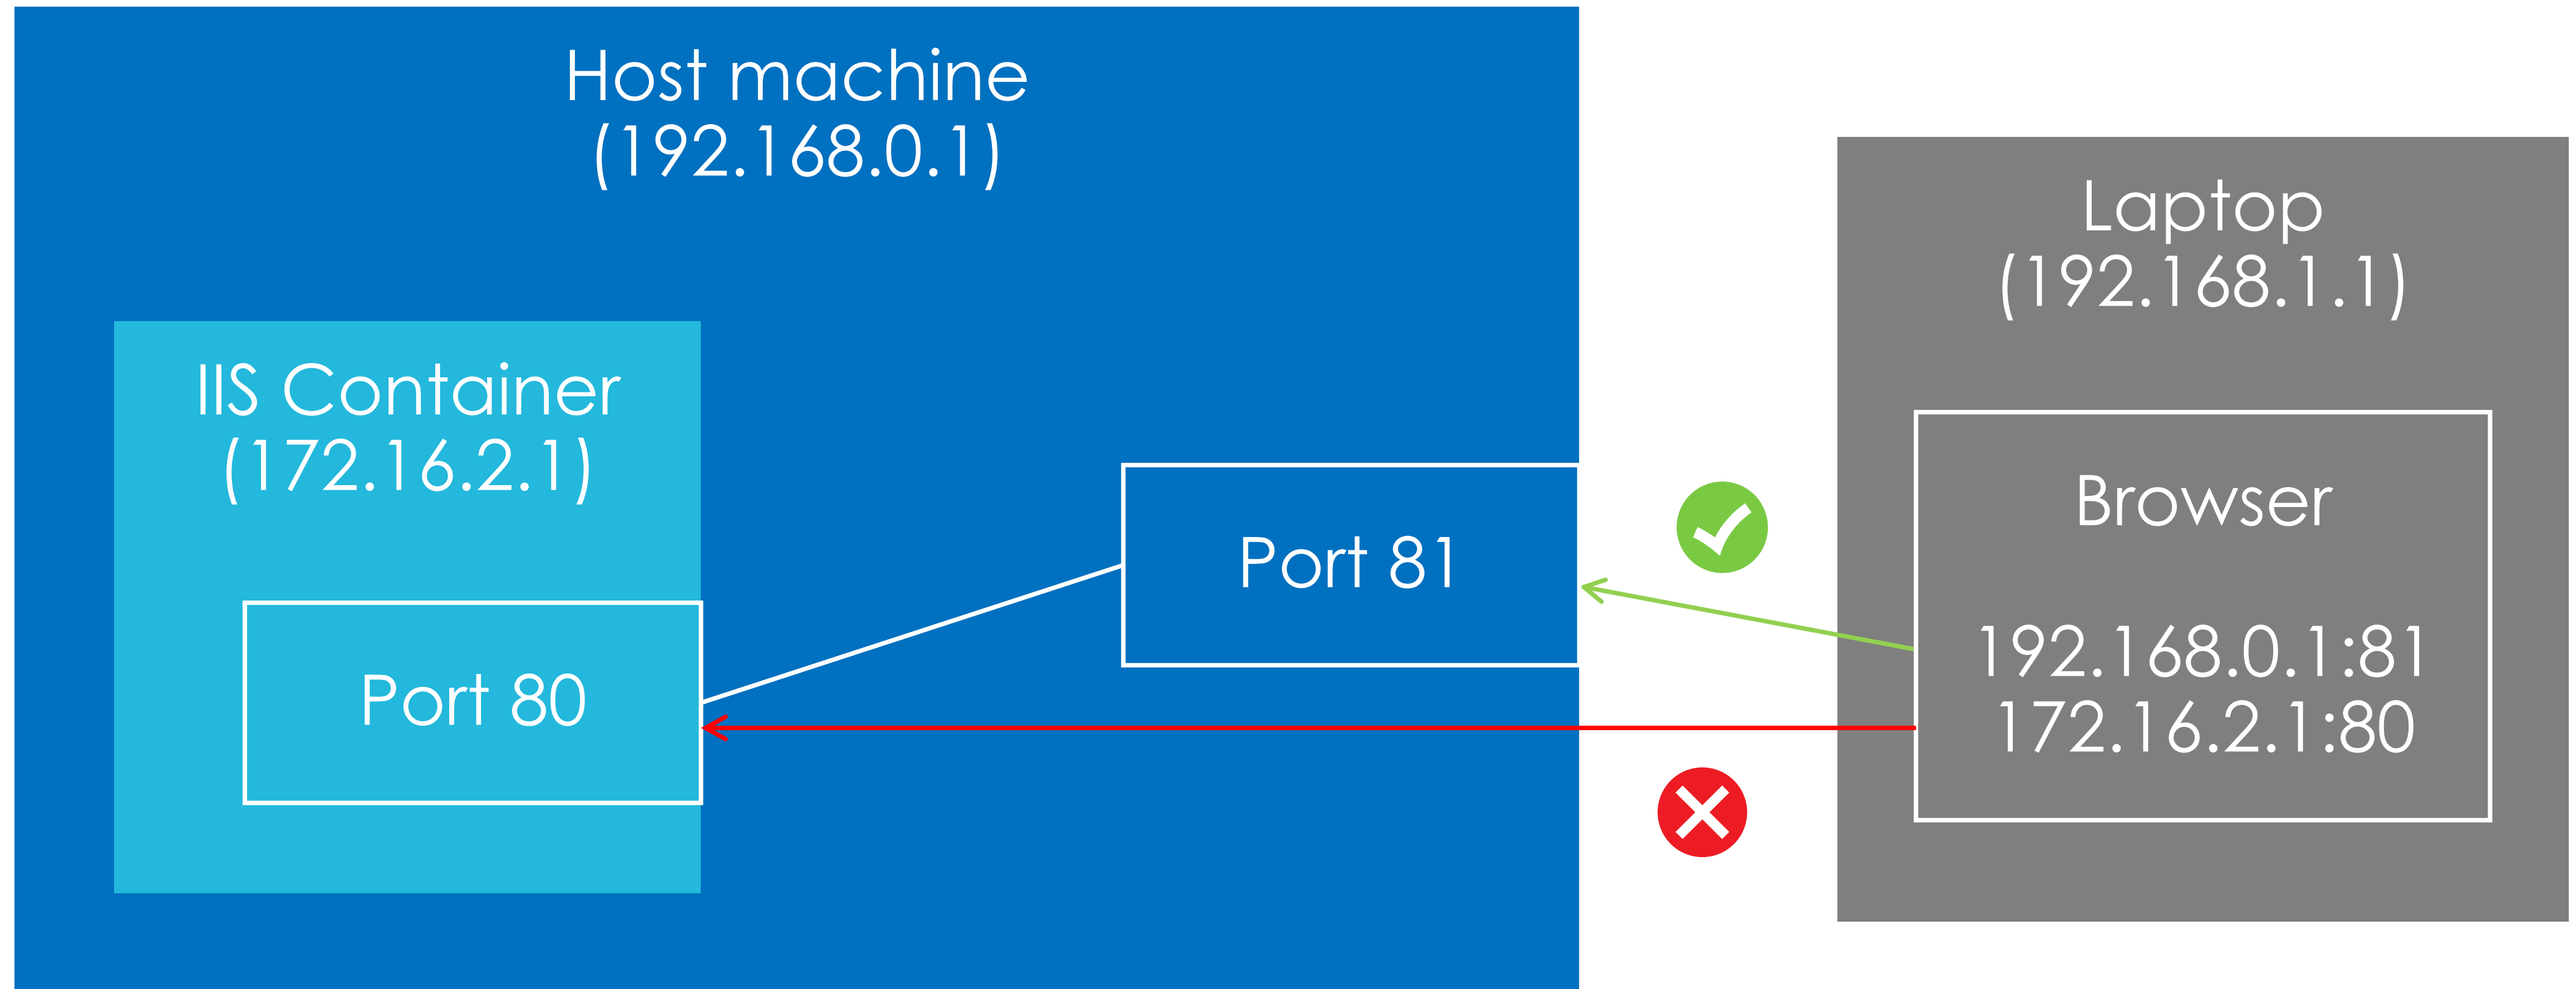 Host machine
(192.168.0.1)
IIS Container
(172.16.2.1)
Port 80
Port 81
Laptop
(192.168.1.1)
Browser
192.168.0.1:81
172.16.2.1:80